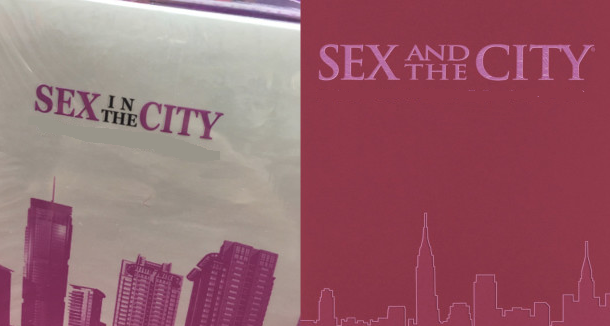 SEX IN THE CITY
SEX AND THE CITY